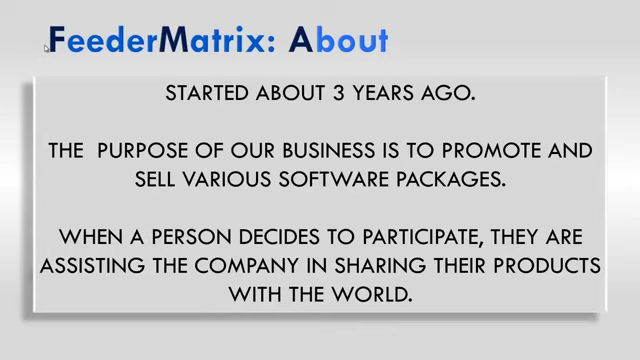 FeederMatrix: About
STARTED ABOUT 3 YEARS AGO.
THE PURPOSE OF OUR BUSINESS IS TO PROMOTE AND
SELL VARIOUS SOFTWARE PACKAGES.
WHEN A PERSON DECIDES TO PARTICIPATE, THEY ARE
ASSISTING THE COMPANY IN SHARING THEIR PRODUCTS
WITH THE WORLD.